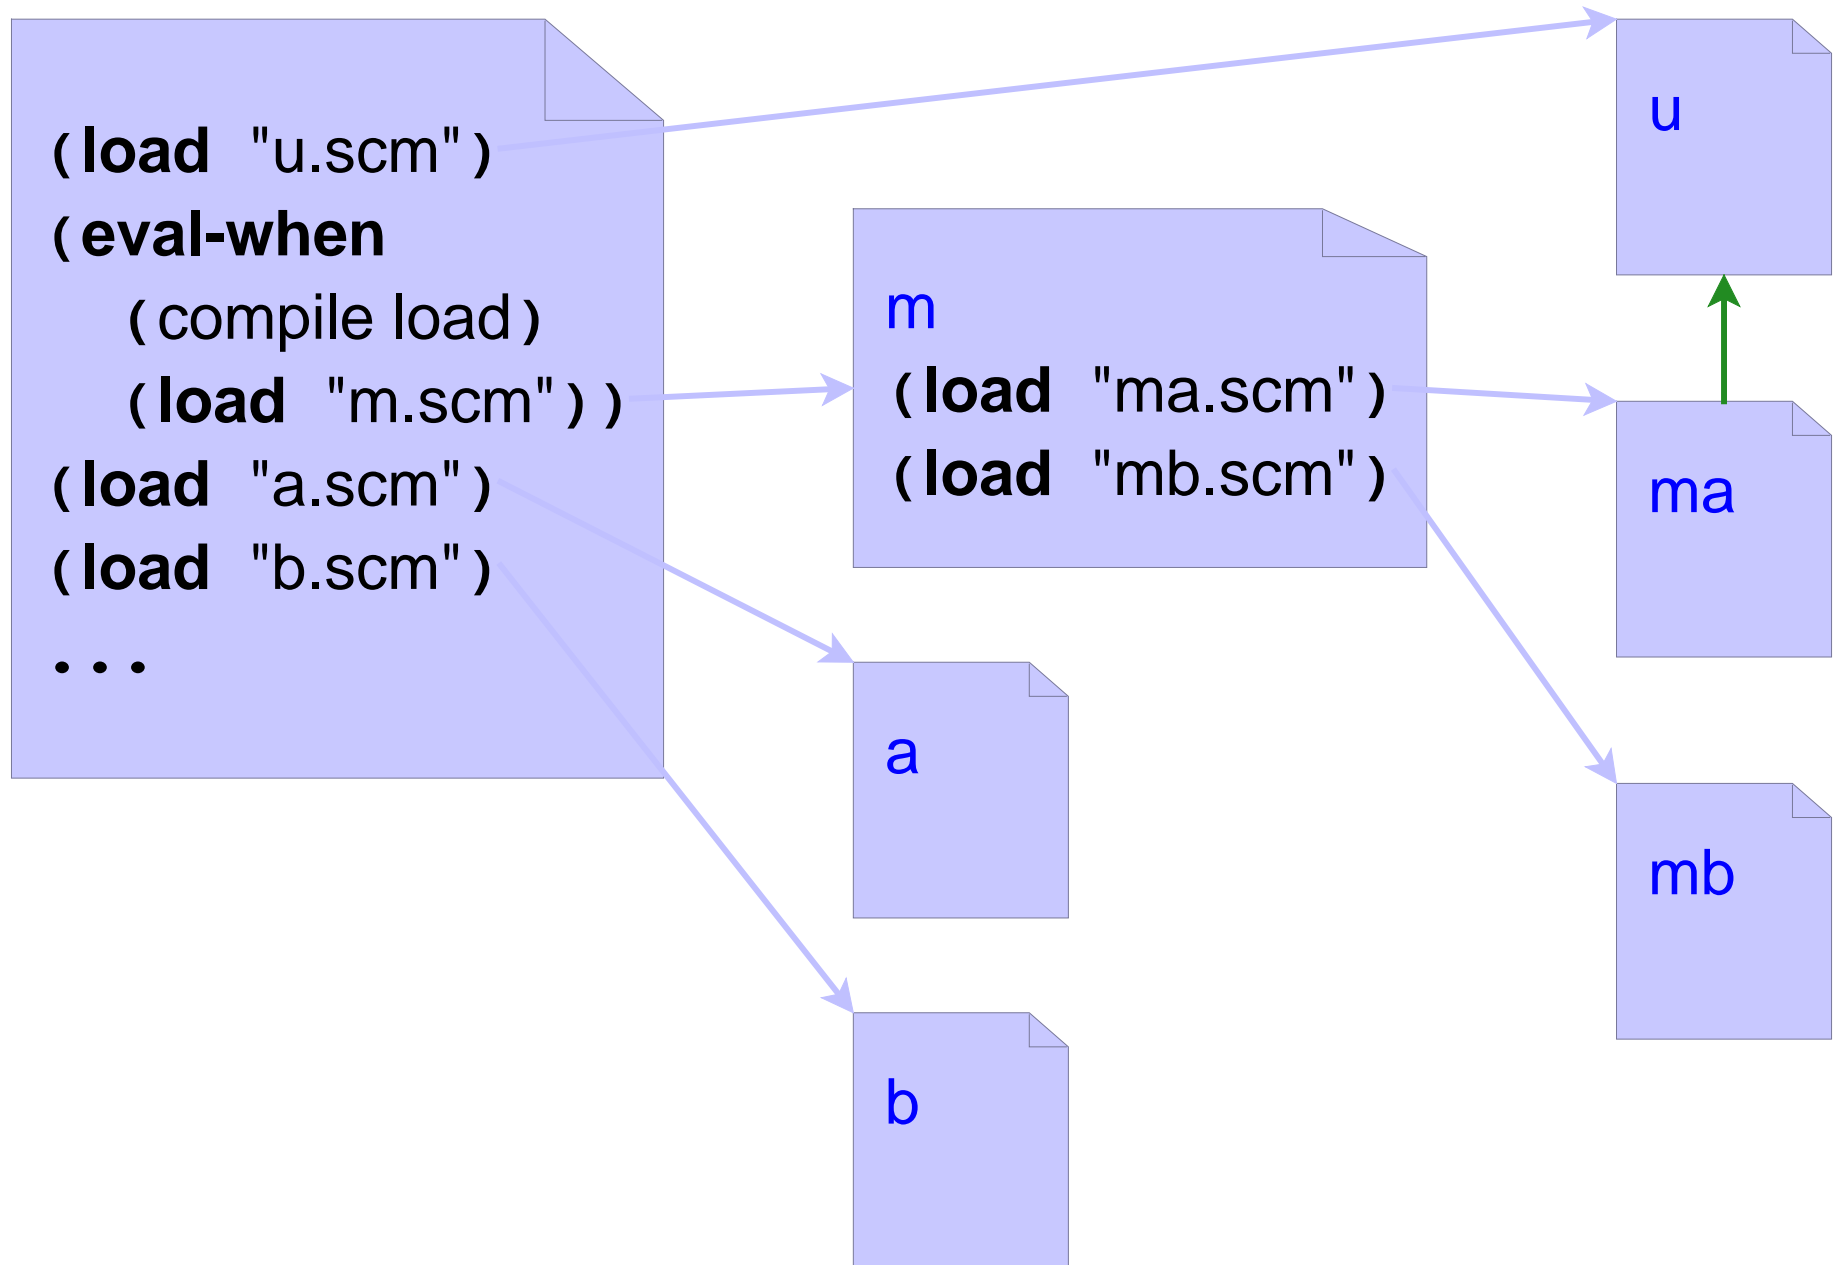 (load "u.scm")
(eval-when
(compile load)
(load "m.scm"))
(load "a.scm")
(load "b.scm")
...
m
(load "ma.scm")
(load "mb.scm")
a
b
u
ma
mb